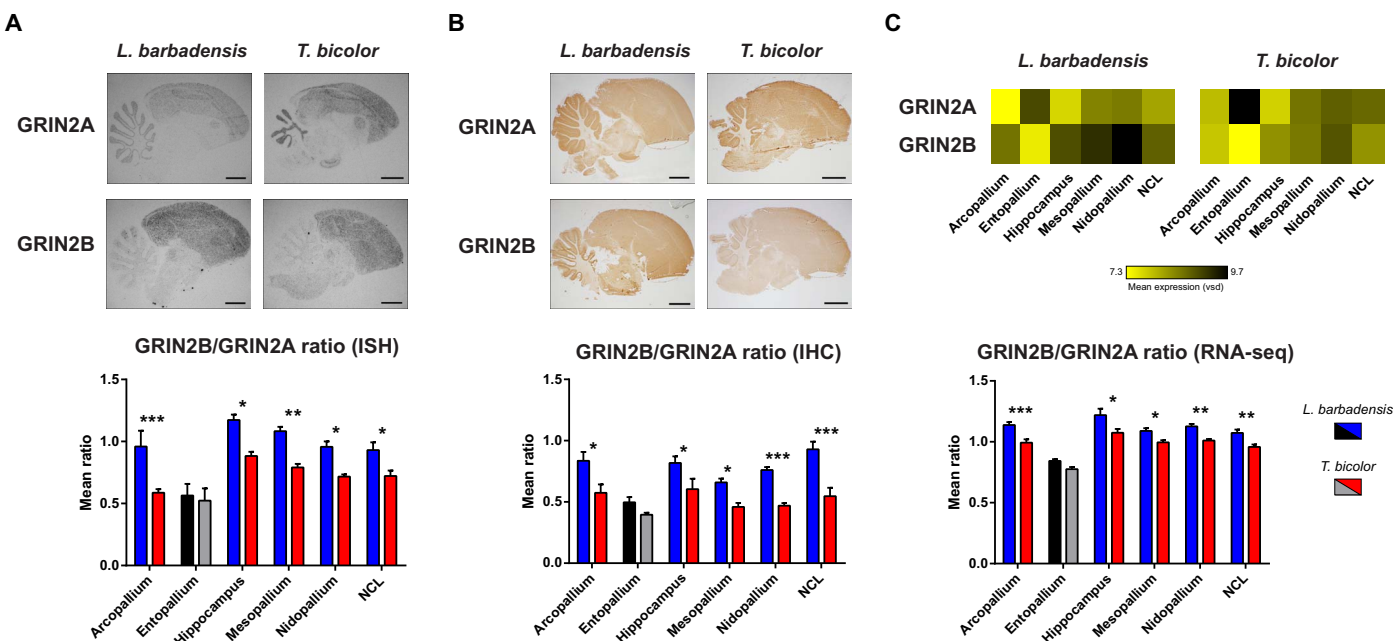 A
L. barbadensis T. bicolor
GRIN2A
GRIN2B
GRIN2B/GRIN2A ratio (ISH)
Mean ratio
1.5
1.0
0.5
0.0
***
*
**
*
*
Arcopallium
Entopallium
Hippocampus
Mesopallium
Nidopallium
NCL
B
L. barbadensis T. bicolor
GRIN2A
GRIN2B
GRIN2B/GRIN2A ratio (IHC)
Mean ratio
1.5
1.0
0.5
0.0
*
*
*
***
***
Arcopallium
Entopallium
Hippocampus
Mesopallium
Nidopallium
NCL
C
L. barbadensis T. bicolor
GRIN2A
GRIN2B
Arcopallium
Entopallium
Hippocampus
Mesopallium
Nidopallium
NCL
Arcopallium
Entopallium
Hippocampus
Mesopallium
Nidopallium
NCL
7.3 9.7
Mean expression (vsd)
GRIN2B/GRIN2A ratio (RNA-seq)
Mean ratio
1.5
1.0
0.5
0.0
***
*
*
**
**
Arcopallium
Entopallium
Hippocampus
Mesopallium
Nidopallium
NCL
L. barbadensis
T. bicolor